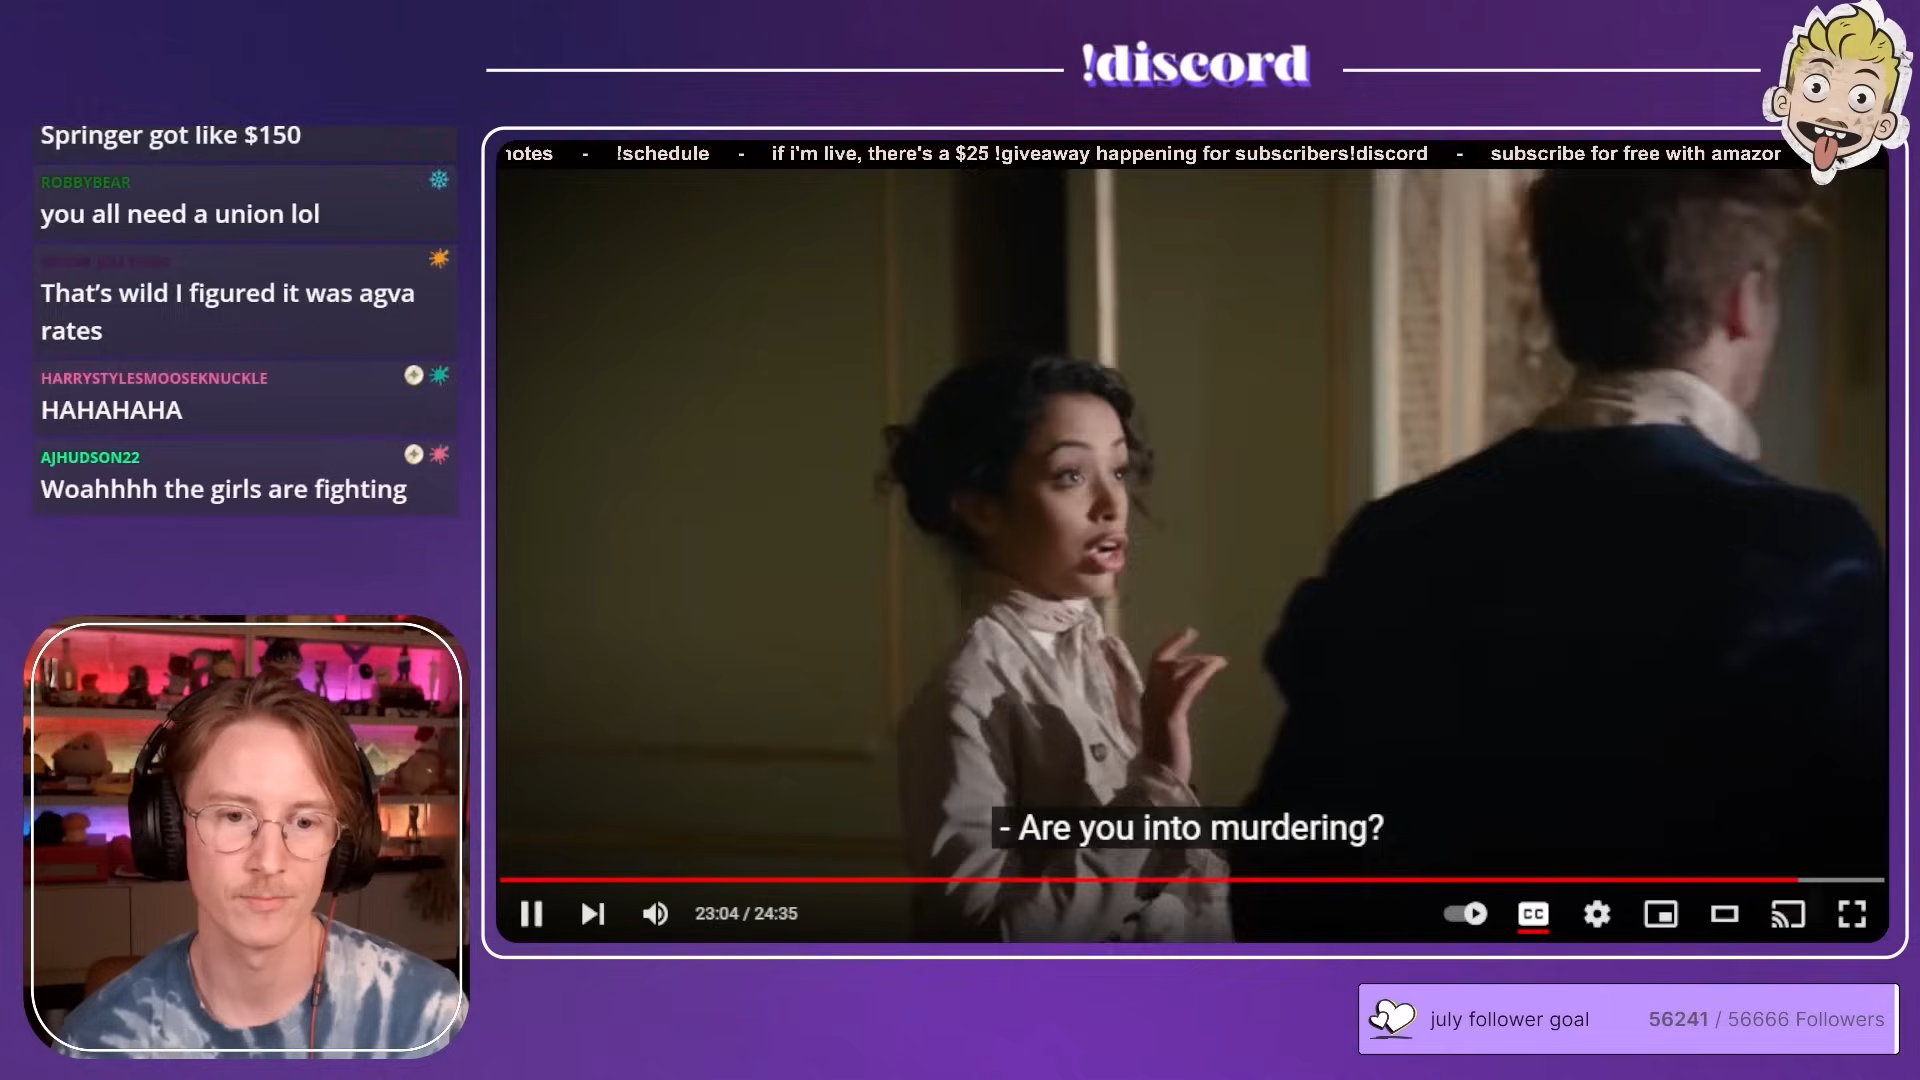 !discord
Springer got like $150
ROBBYBEAR
you all need a union lol
That's wild I figured it was agva
rates
HARRYSTYLESMOOSEKNUCKLE
HAHAHAHA
AJHUDSON22
Woahhhh the girls are fighting
- !schedule - if i'm live, there's a $25 !giveaway happening for subscribers!discord - subscribe for free with amazon
- Are you into murdering?
23:04 / 24:35
CC
july follower goal 56241 / 56666 Followers